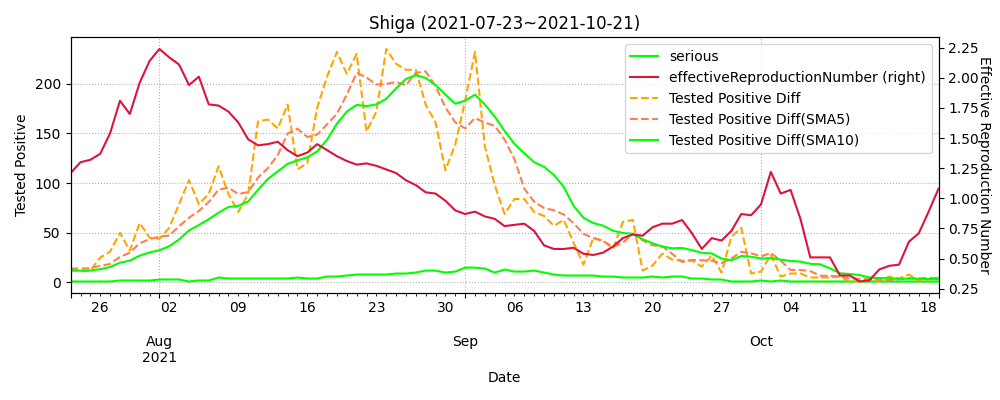 Shiga (2021-07-23~2021-10-21)
serious
effectiveReproductionNumber (right)
Tested Positive Diff
Tested Positive Diff(SMA5)
Tested Positive Diff(SMA10)
Tested Positive
200
150
100
50
0
Effective Reproduction Number
2.25
2.00
1.75
1.50
1.25
1.00
0.75
0.50
0.25
26 02 09 16 23 30 06 13 20 27 04 11 18
Aug Sep Oct
2021
Date